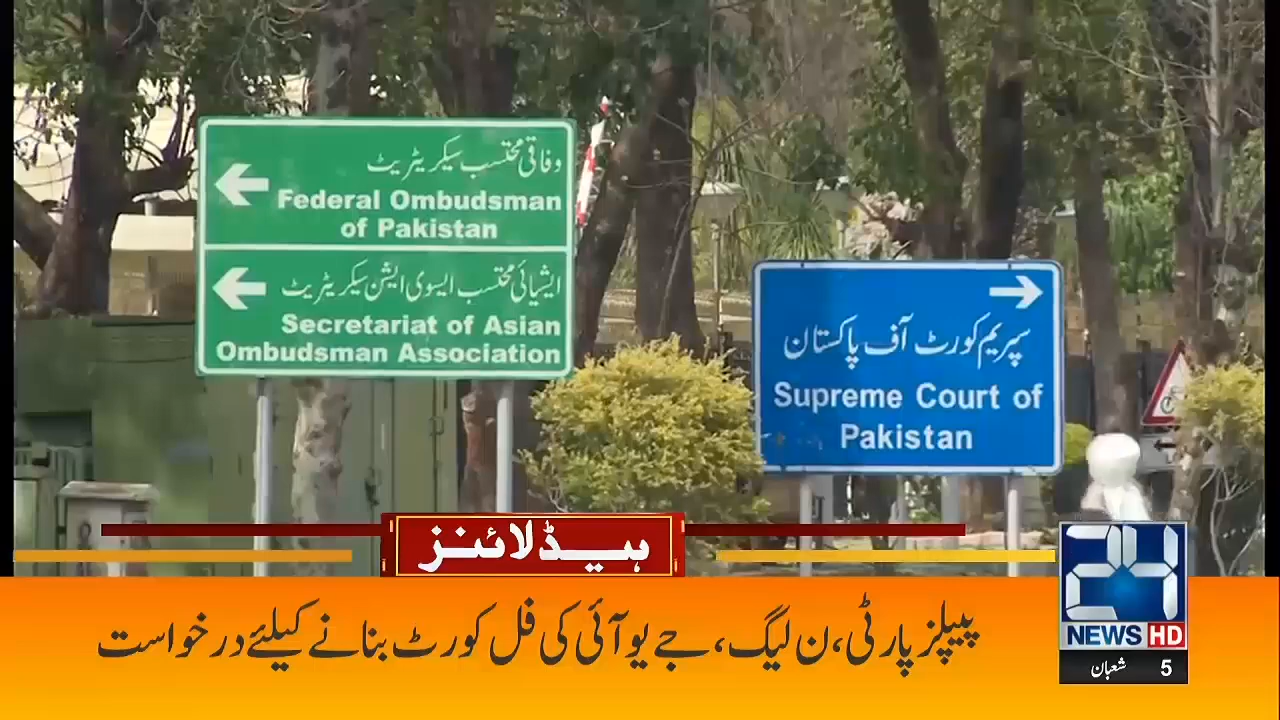 وفاقی محتسب سیکریٹریٹ
Federal Ombudsman
of Pakistan
ایشیائی محتسب ایسوی ایشن سیکریٹریٹ
Secretariat of Asian
Ombudsman Association
سپریم کورٹ آف پاکستان
Supreme Court of
Pakistan
ہیڈلائنز
پیپلز پارٹی، ن لیگ، جے یو آئی کی فل کورٹ بنانے کیلئے درخواست
24
NEWS HD
5 شعبان